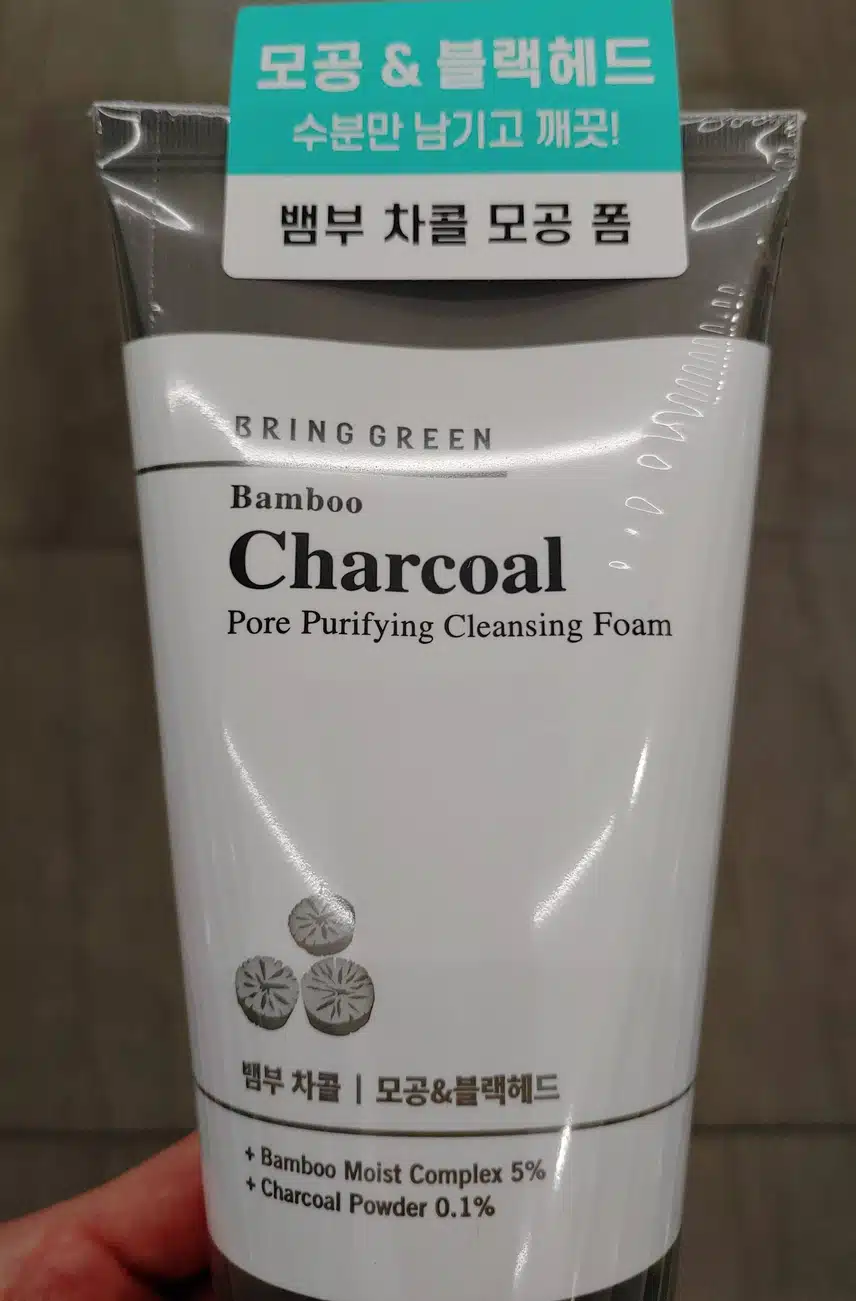 모공 & 블랙헤드
수분만 남기고 깨끗!
뱀부 차콜 모공 폼
BRING GREEN
Bamboo
Charcoal
Pore Purifying Cleansing Foam
뱀부 차콜 | 모공&블랙헤드
+ Bamboo Moist Complex 5%
+ Charcoal Powder 0.1%